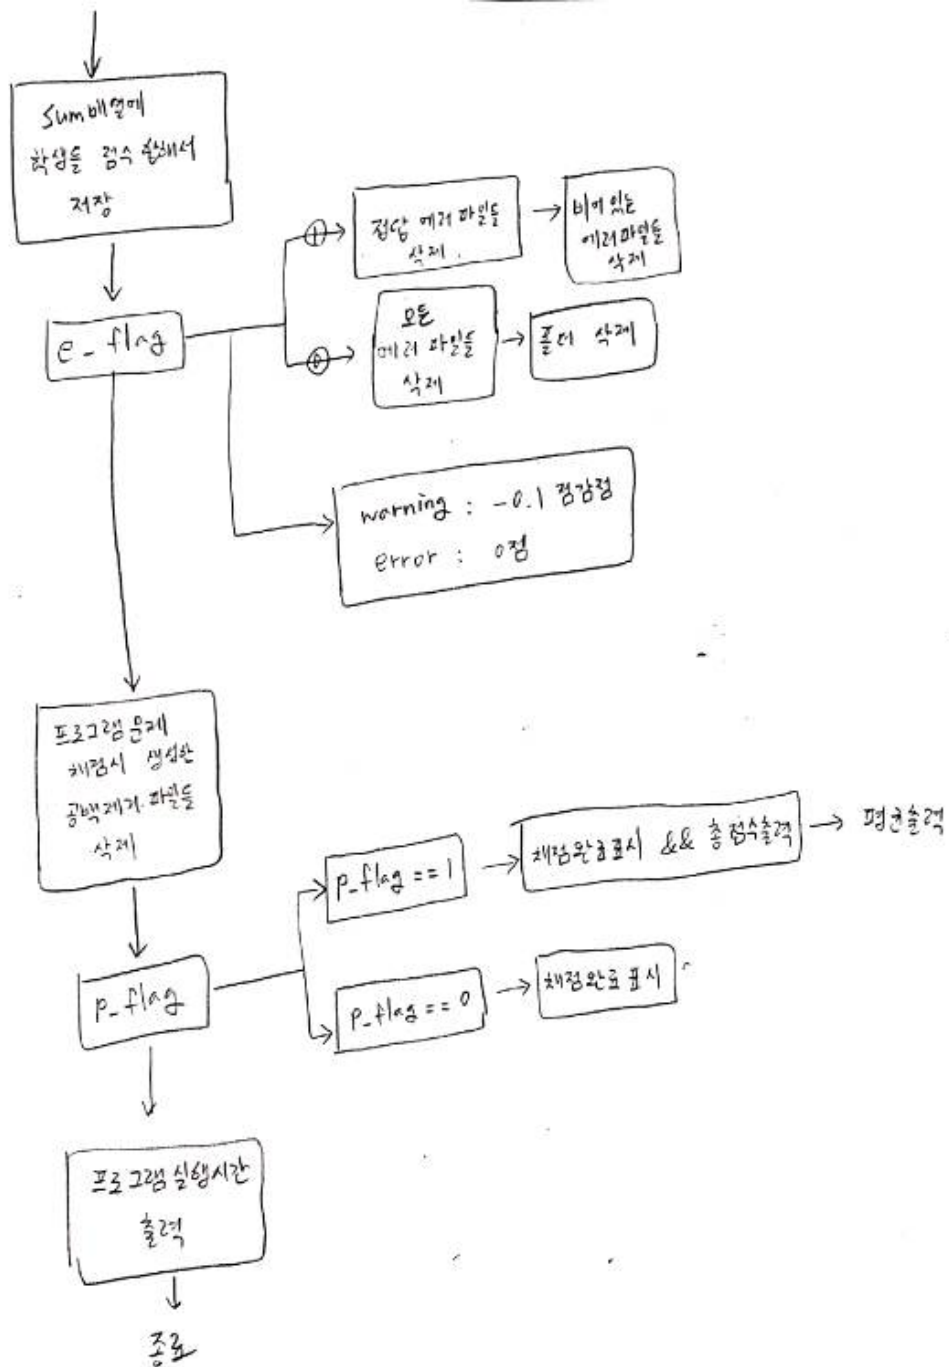 Sum배열에
학생들 점수 합해서
저장
e_flag
①
정답 에러 파일들
삭제.
비어 있는
에러파일들
삭제
⓪
모든
에러 파일들
삭제
폴더 삭제
warning : -0.1 점감점
error : 0점
프로그램 문제
채점시 생성한
공백제거 파일들
삭제
p_flag
p_flag == 1
채점완료표시 && 총점수출력
평균출력
p_flag == 0
채점완료 표시
프로그램 실행시간
출력
종료